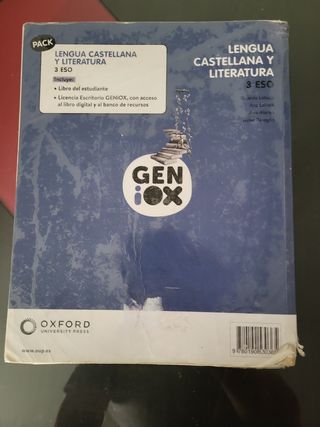 PACK
LENGUA CASTELLANA
Y LITERATURA
3 ESO
Incluye:
• Libro del estudiante
• Licencia Escritorio GENiOX, con acceso
al libro digital y al banco de recursos
LENGUA
CASTELLANA Y
LITERATURA
3 ESO
GEN
iOX
OXFORD
UNIVERSITY PRESS
www.oup.es